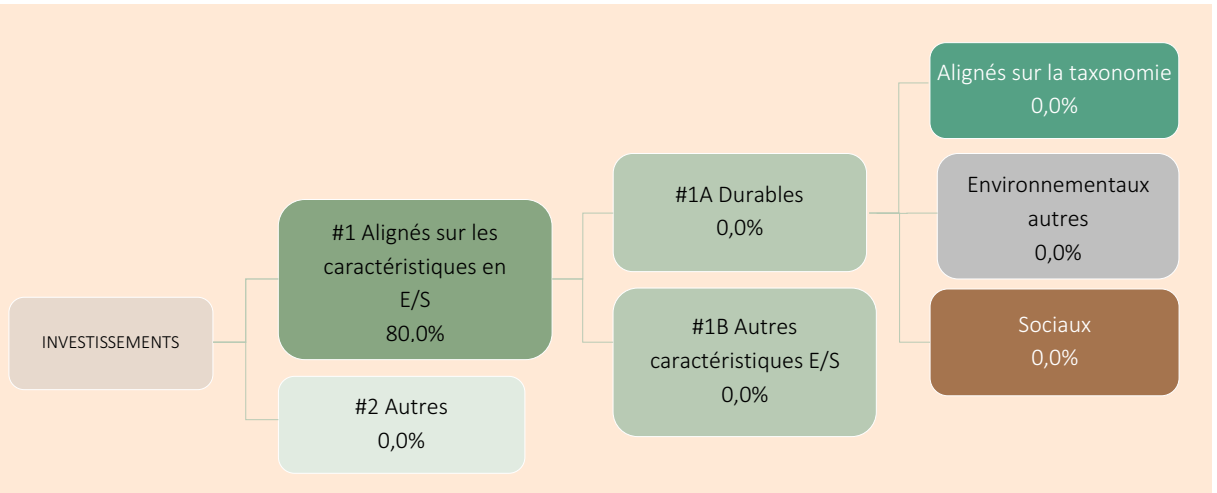 INVESTISSEMENTS
#1 Alignés sur les
caractéristiques en
E/S
80,0%
#2 Autres
0,0%
#1A Durables
0,0%
#1B Autres
caractéristiques E/S
0,0%
Alignés sur la taxonomie
0,0%
Environnementaux
autres
0,0%
Sociaux
0,0%